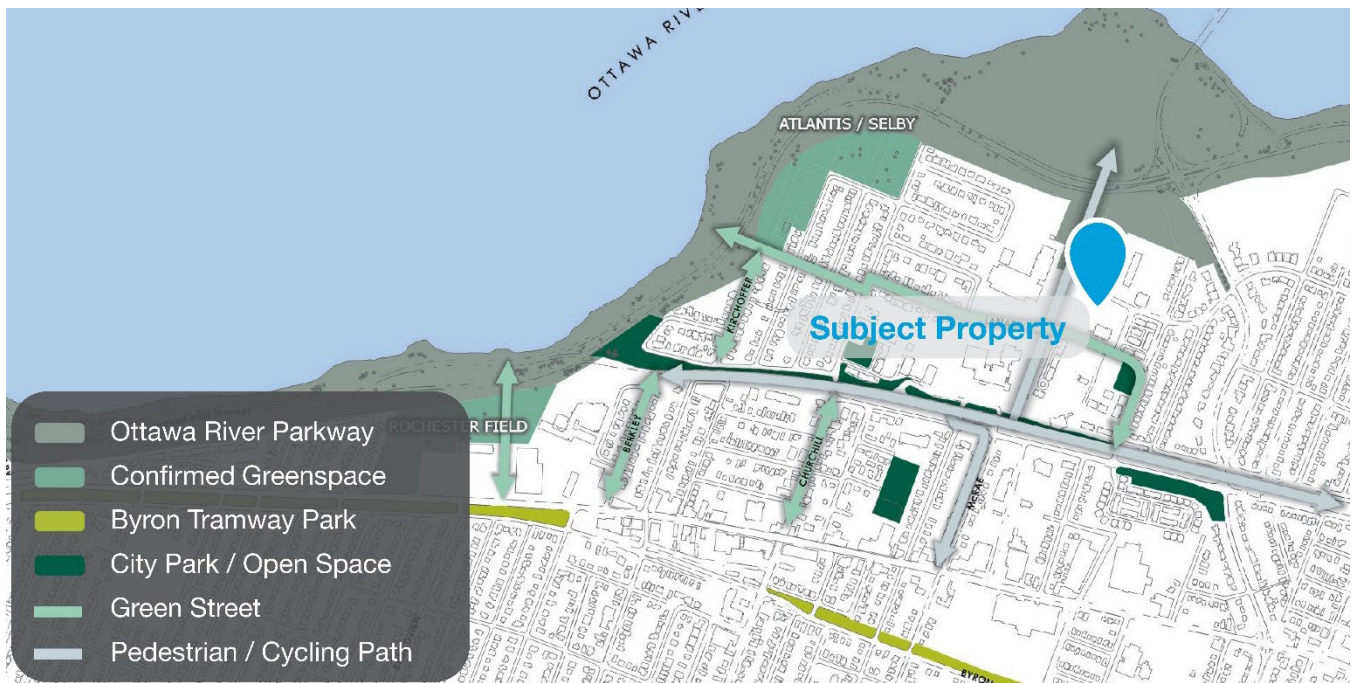 OTTAWA RIVE
ATLANTIS / SELBY
KIRCHOFFER
Subject Property
ROCHESTER FIELD
BERKLEY
CHURCHILL
McRAE
BYRON
Ottawa River Parkway
Confirmed Greenspace
Byron Tramway Park
City Park / Open Space
Green Street
Pedestrian / Cycling Path